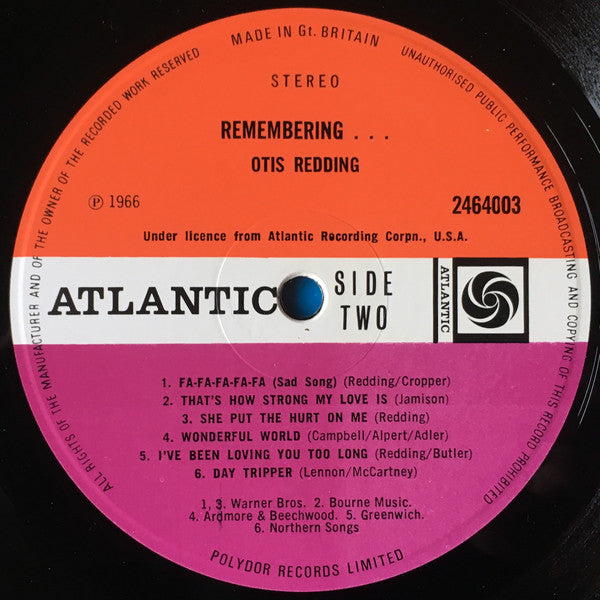 MADE IN Gt. BRITAIN
UNAUTHORISED PUBLIC PERFORMANCE BROADCASTING AND COPYING OF THIS RECORD PROHIBITED
ALL RIGHTS OF THE MANUFACTURER AND OF THE OWNER OF THE RECORDED WORK RESERVED
STEREO
REMEMBERING . . .
OTIS REDDING
℗ 1966
2464003
Under licence from Atlantic Recording Corpn., U.S.A.
ATLANTIC
SIDE
TWO
ATLANTIC
1. FA-FA-FA-FA-FA (Sad Song) (Redding/Cropper)
2. THAT'S HOW STRONG MY LOVE IS (Jamison)
3. SHE PUT THE HURT ON ME (Redding)
4. WONDERFUL WORLD (Campbell/Alpert/Adler)
5. I'VE BEEN LOVING YOU TOO LONG (Redding/Butler)
6. DAY TRIPPER (Lennon/McCartney)
1, 3. Warner Bros. 2. Bourne Music.
4. Ardmore & Beechwood. 5. Greenwich.
6. Northern Songs
POLYDOR RECORDS LIMITED